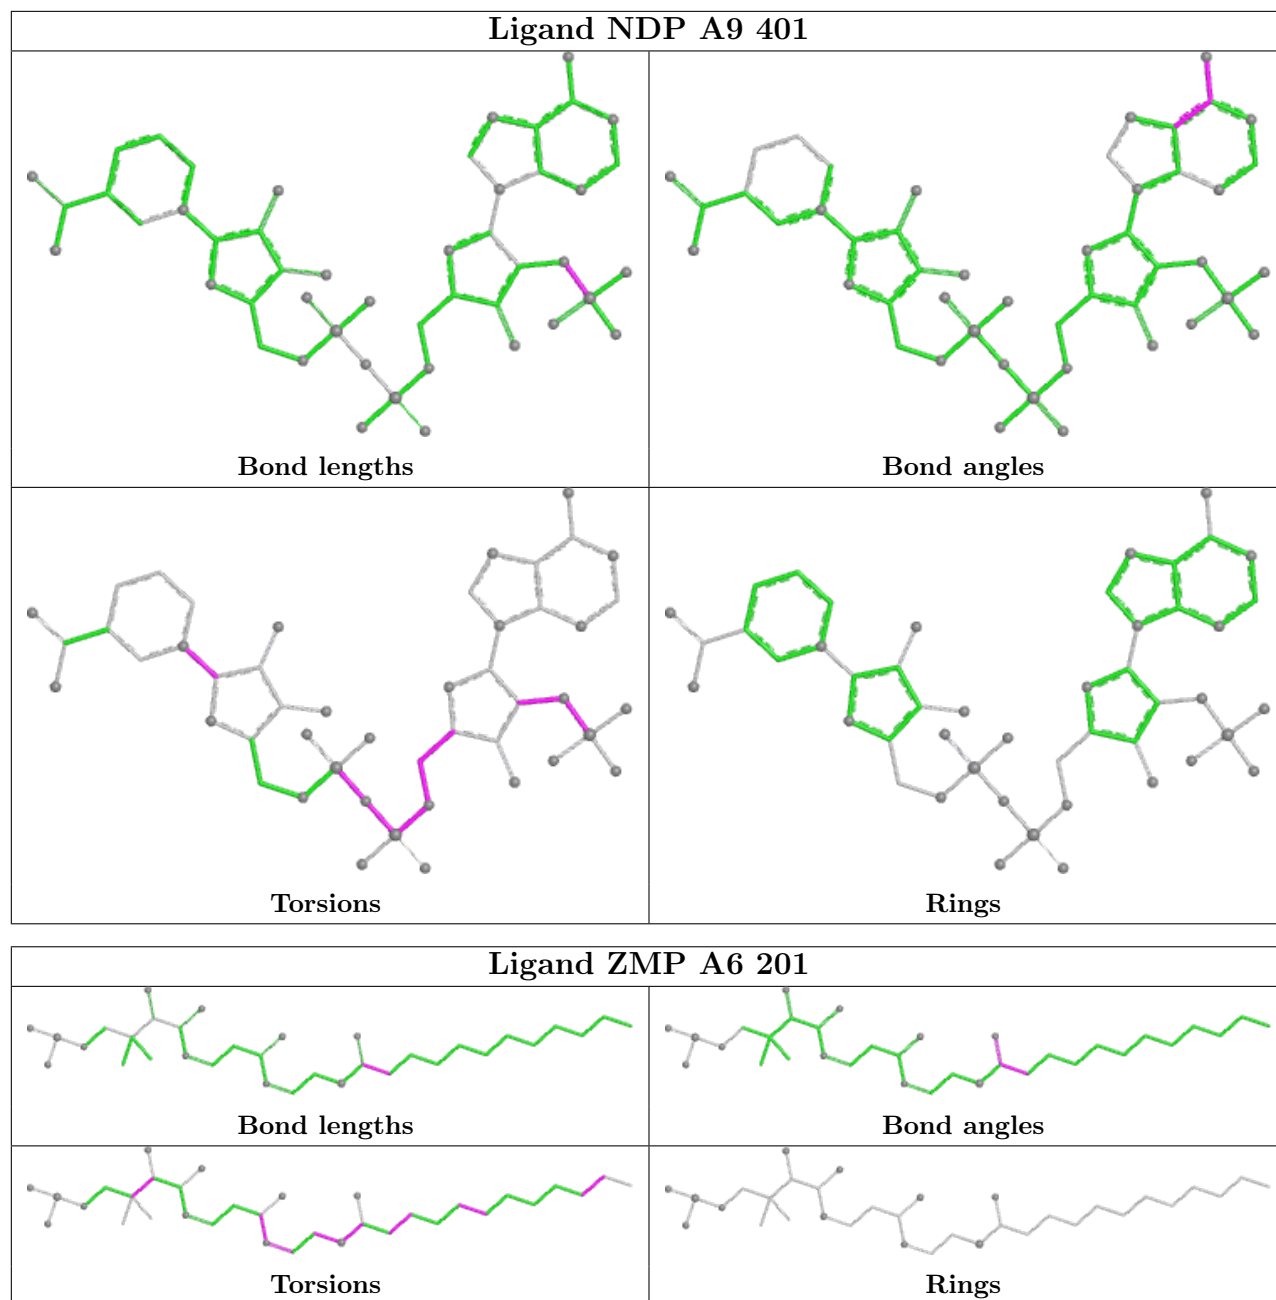 Ligand NDP A9 401
Bond lengths
Bond angles
Torsions
Rings
Ligand ZMP A6 201
Bond lengths
Bond angles
Torsions
Rings